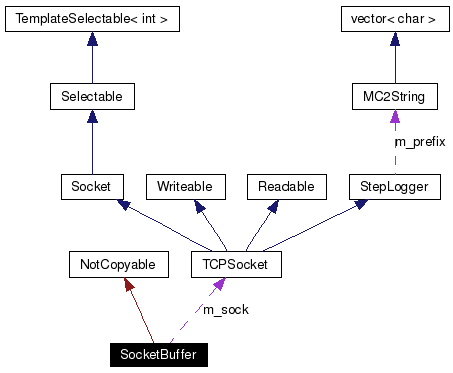 TemplateSelectable< int >
vector< char >
Selectable
MC2String
m_prefix
Socket
Writeable
Readable
StepLogger
NotCopyable
TCPSocket
m_sock
SocketBuffer